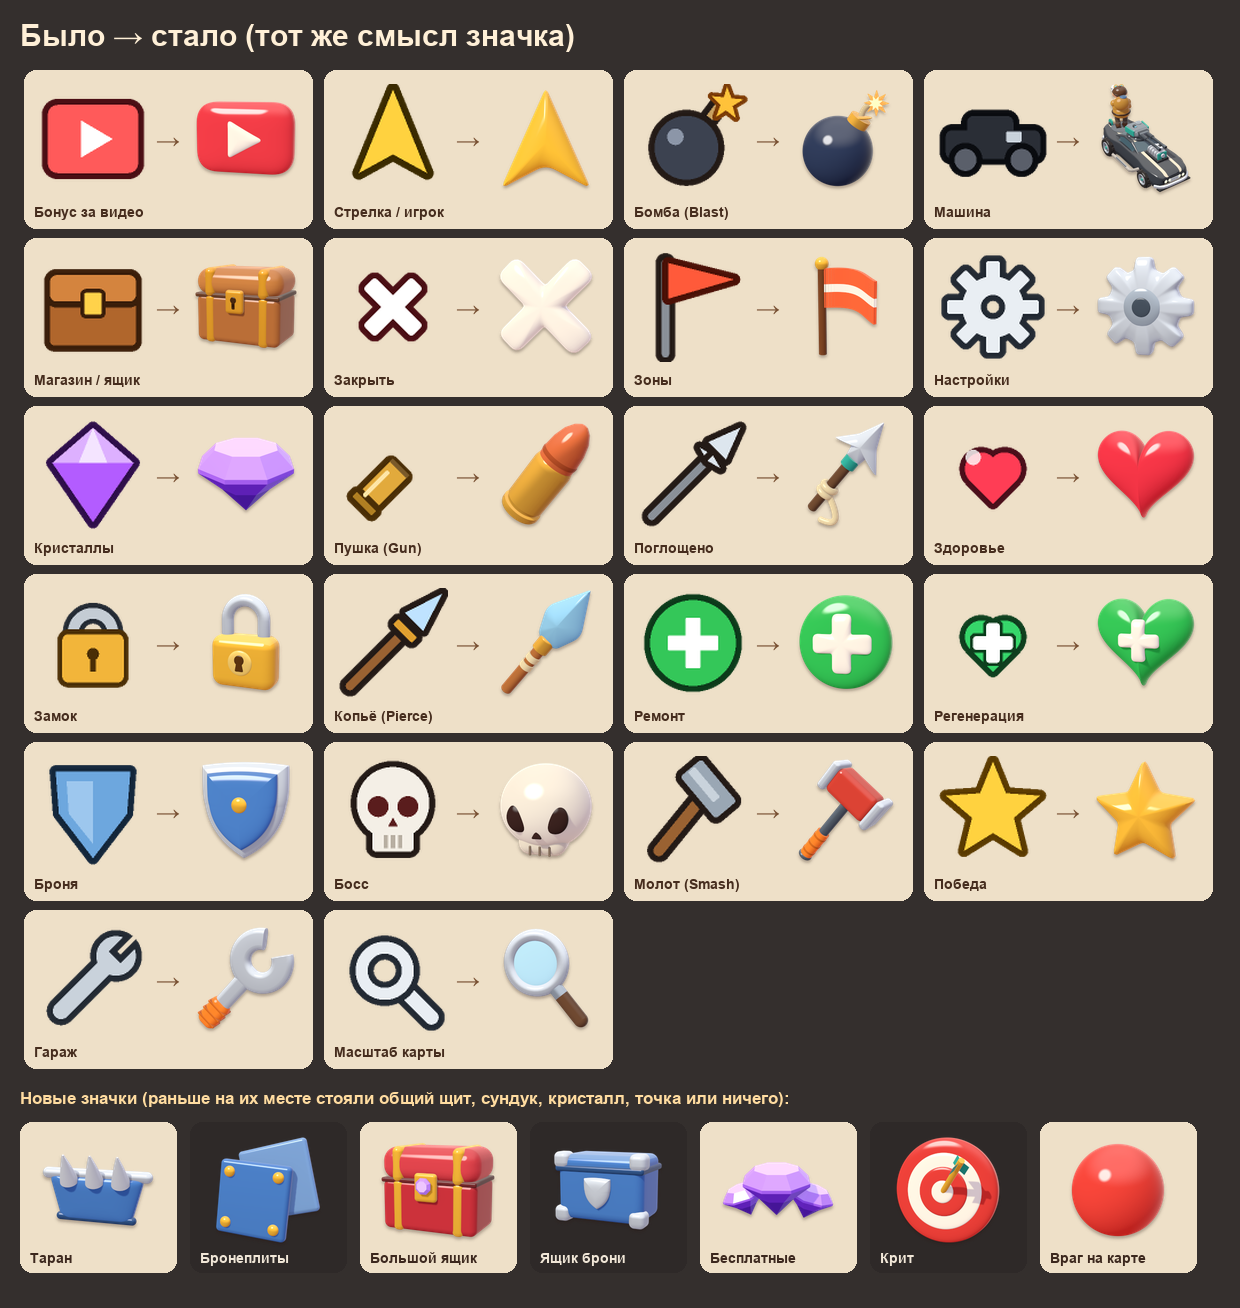 Было → стало (тот же смысл значка)
Бонус за видео
Стрелка / игрок
Бомба (Blast)
Машина
Магазин / ящик
Закрыть
Зоны
Настройки
Кристаллы
Пушка (Gun)
Поглощено
Здоровье
Замок
Копьё (Pierce)
Ремонт
Регенерация
Броня
Босс
Молот (Smash)
Победа
Гараж
Масштаб карты
Новые значки (раньше на их месте стояли общий щит, сундук, кристалл, точка или ничего):
Таран
Бронеплиты
Большой ящик
Ящик брони
Бесплатные
Крит
Враг на карте